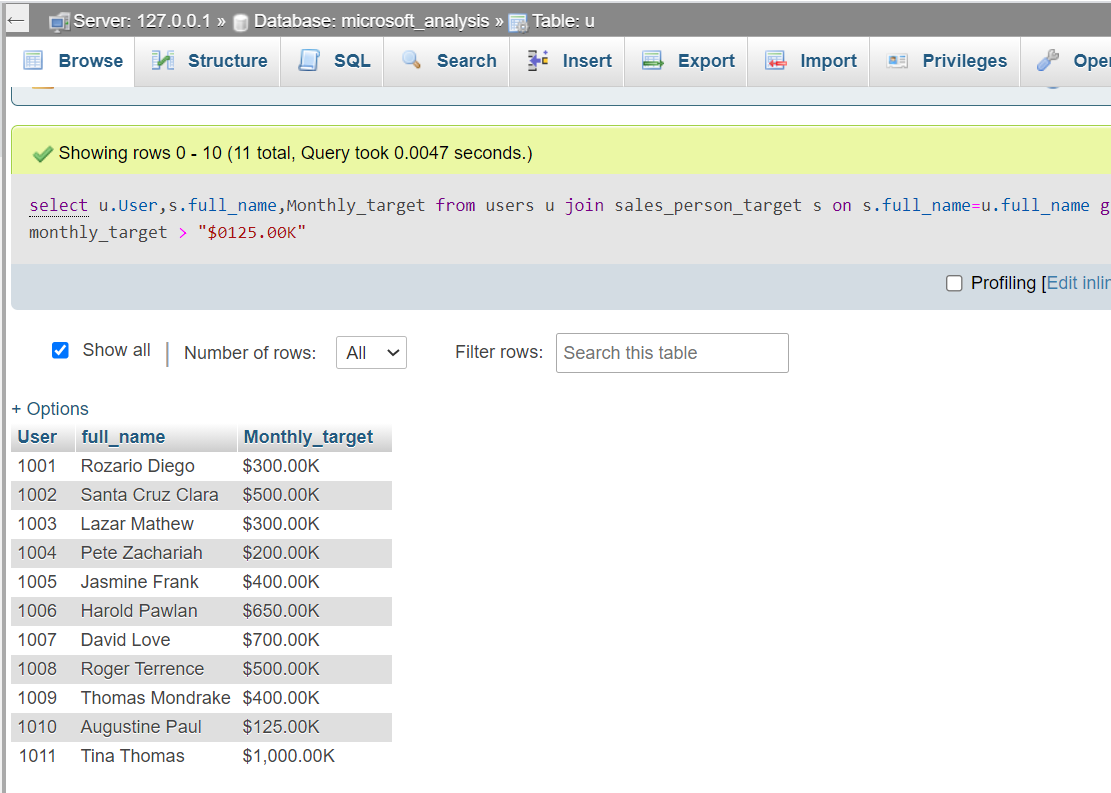 Server: 127.0.0.1 » Database: microsoft_analysis » Table: u
Browse Structure SQL Search Insert Export Import Privileges Oper
Showing rows 0 - 10 (11 total, Query took 0.0047 seconds.)
select u.User,s.full_name,Monthly_target from users u join sales_person_target s on s.full_name=u.full_name g
monthly_target > "$0125.00K"
Profiling [Edit inlin
Show all | Number of rows: All Filter rows: Search this table
+ Options
User full_name Monthly_target
1001 Rozario Diego $300.00K
1002 Santa Cruz Clara $500.00K
1003 Lazar Mathew $300.00K
1004 Pete Zachariah $200.00K
1005 Jasmine Frank $400.00K
1006 Harold Pawlan $650.00K
1007 David Love $700.00K
1008 Roger Terrence $500.00K
1009 Thomas Mondrake $400.00K
1010 Augustine Paul $125.00K
1011 Tina Thomas $1,000.00K